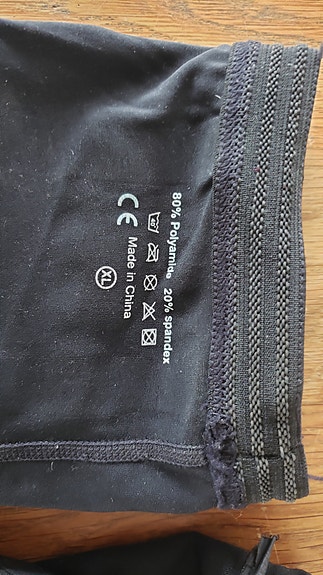 80% Polyamide 20% spandex
CE Made in China
XL